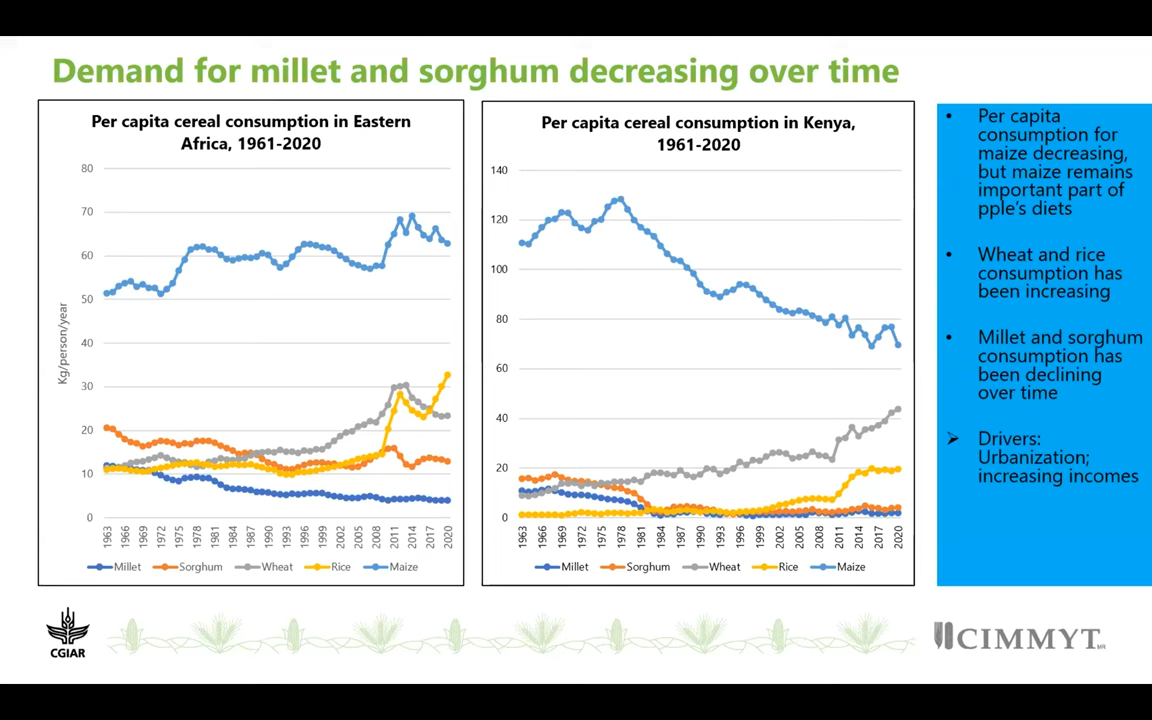 Demand for millet and sorghum decreasing over time
Per capita cereal consumption in Eastern
Africa, 1961-2020
80
70
60
50
40
30
20
10
0
Kg/person/year
1963
1966
1969
1972
1975
1978
1981
1984
1987
1990
1993
1996
1999
2002
2005
2008
2011
2014
2017
2020
Millet
Sorghum
Wheat
Rice
Maize
Per capita cereal consumption in Kenya,
1961-2020
140
120
100
80
60
40
20
0
1963
1966
1969
1972
1975
1978
1981
1984
1987
1990
1993
1996
1999
2002
2005
2008
2011
2014
2017
2020
Millet
Sorghum
Wheat
Rice
Maize
• Per capita
consumption for
maize decreasing,
but maize remains
important part of
pple's diets
• Wheat and rice
consumption has
been increasing
• Millet and sorghum
consumption has
been declining
over time
➢ Drivers:
Urbanization;
increasing incomes
CGIAR
CIMMYT
MR